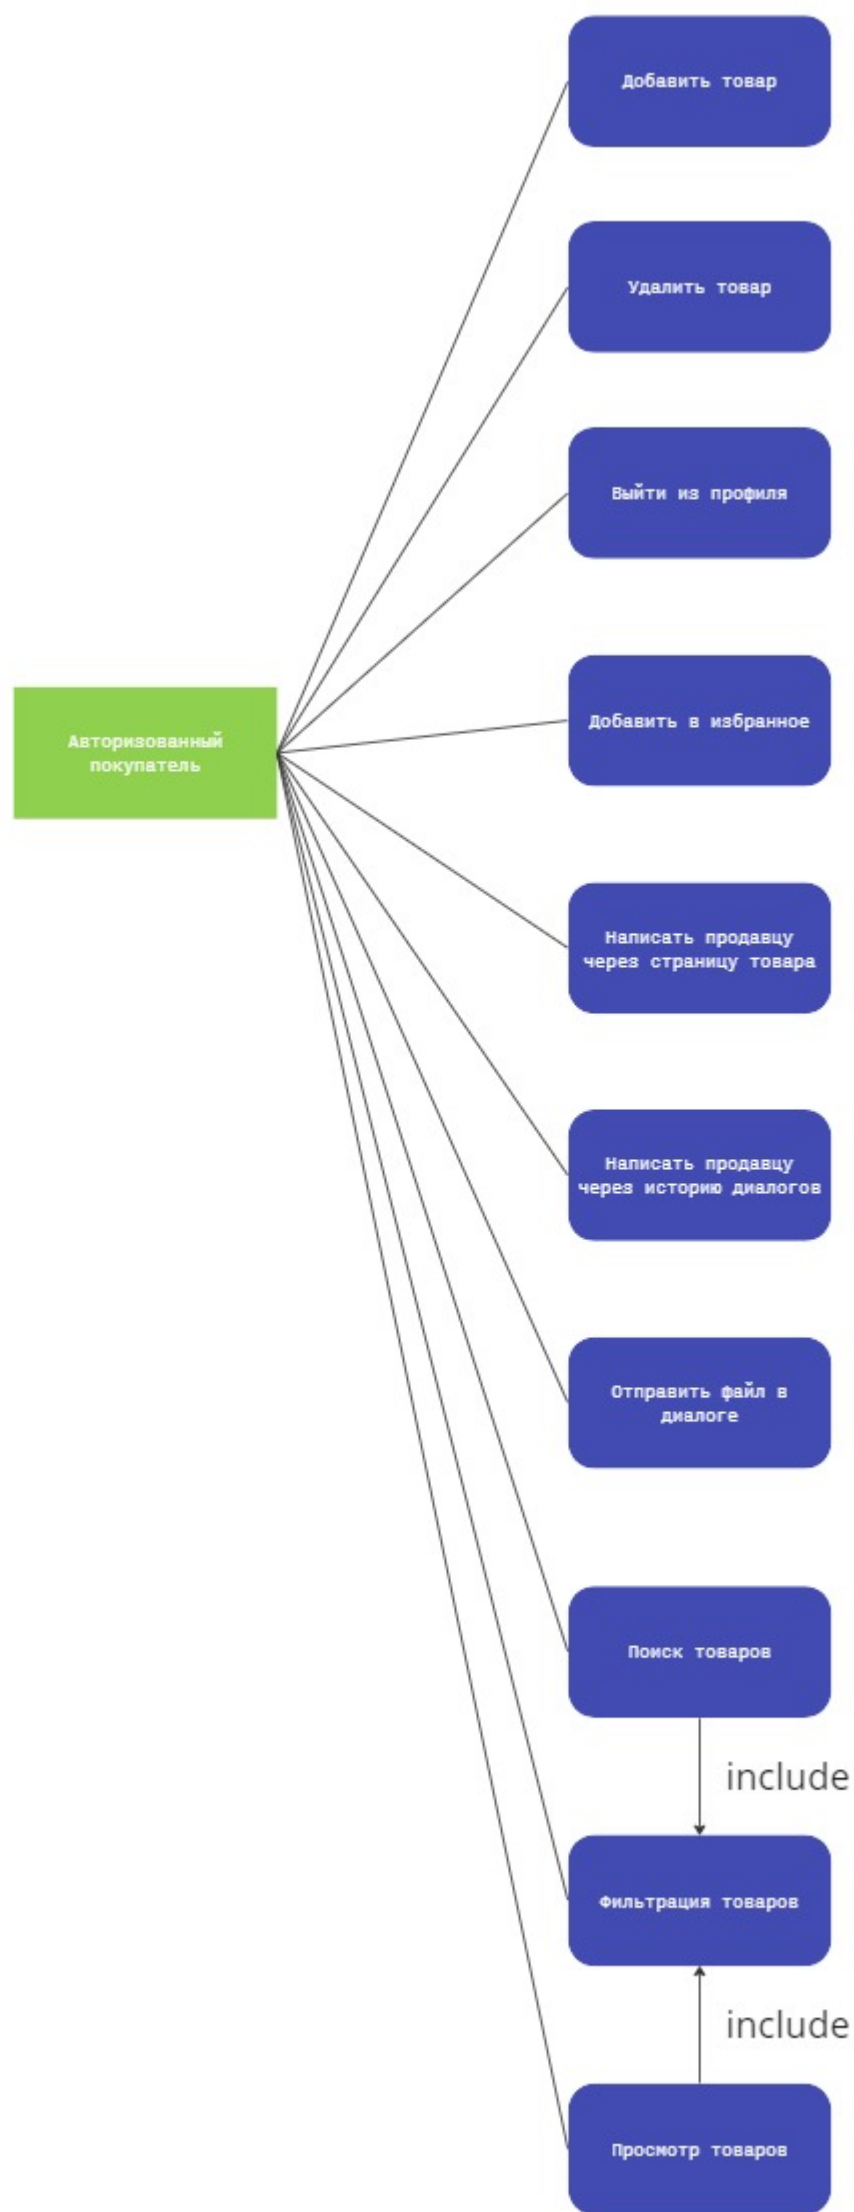 Добавить товар
Удалить товар
Выйти из профиля
Авторизованный
покупатель
Добавить в избранное
Написать продавцу
через страницу товара
Написать продавцу
через историю диалогов
Отправить файл в
диалоге
Поиск товаров
include
Фильтрация товаров
include
Просмотр товаров